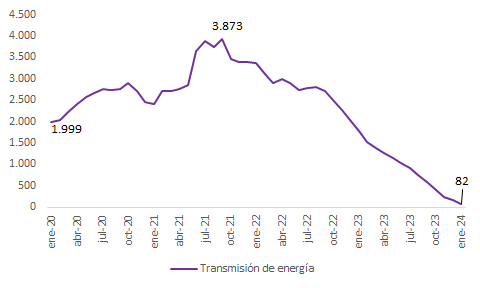 4.500
4.000
3.500
3.000
2.500
2.000
1.500
1.000
500
0
3.873
1.999
82
ene-20
abr-20
jul-20
oct-20
ene-21
abr-21
jul-21
oct-21
ene-22
abr-22
jul-22
oct-22
ene-23
abr-23
jul-23
oct-23
ene-24
Transmisión de energía